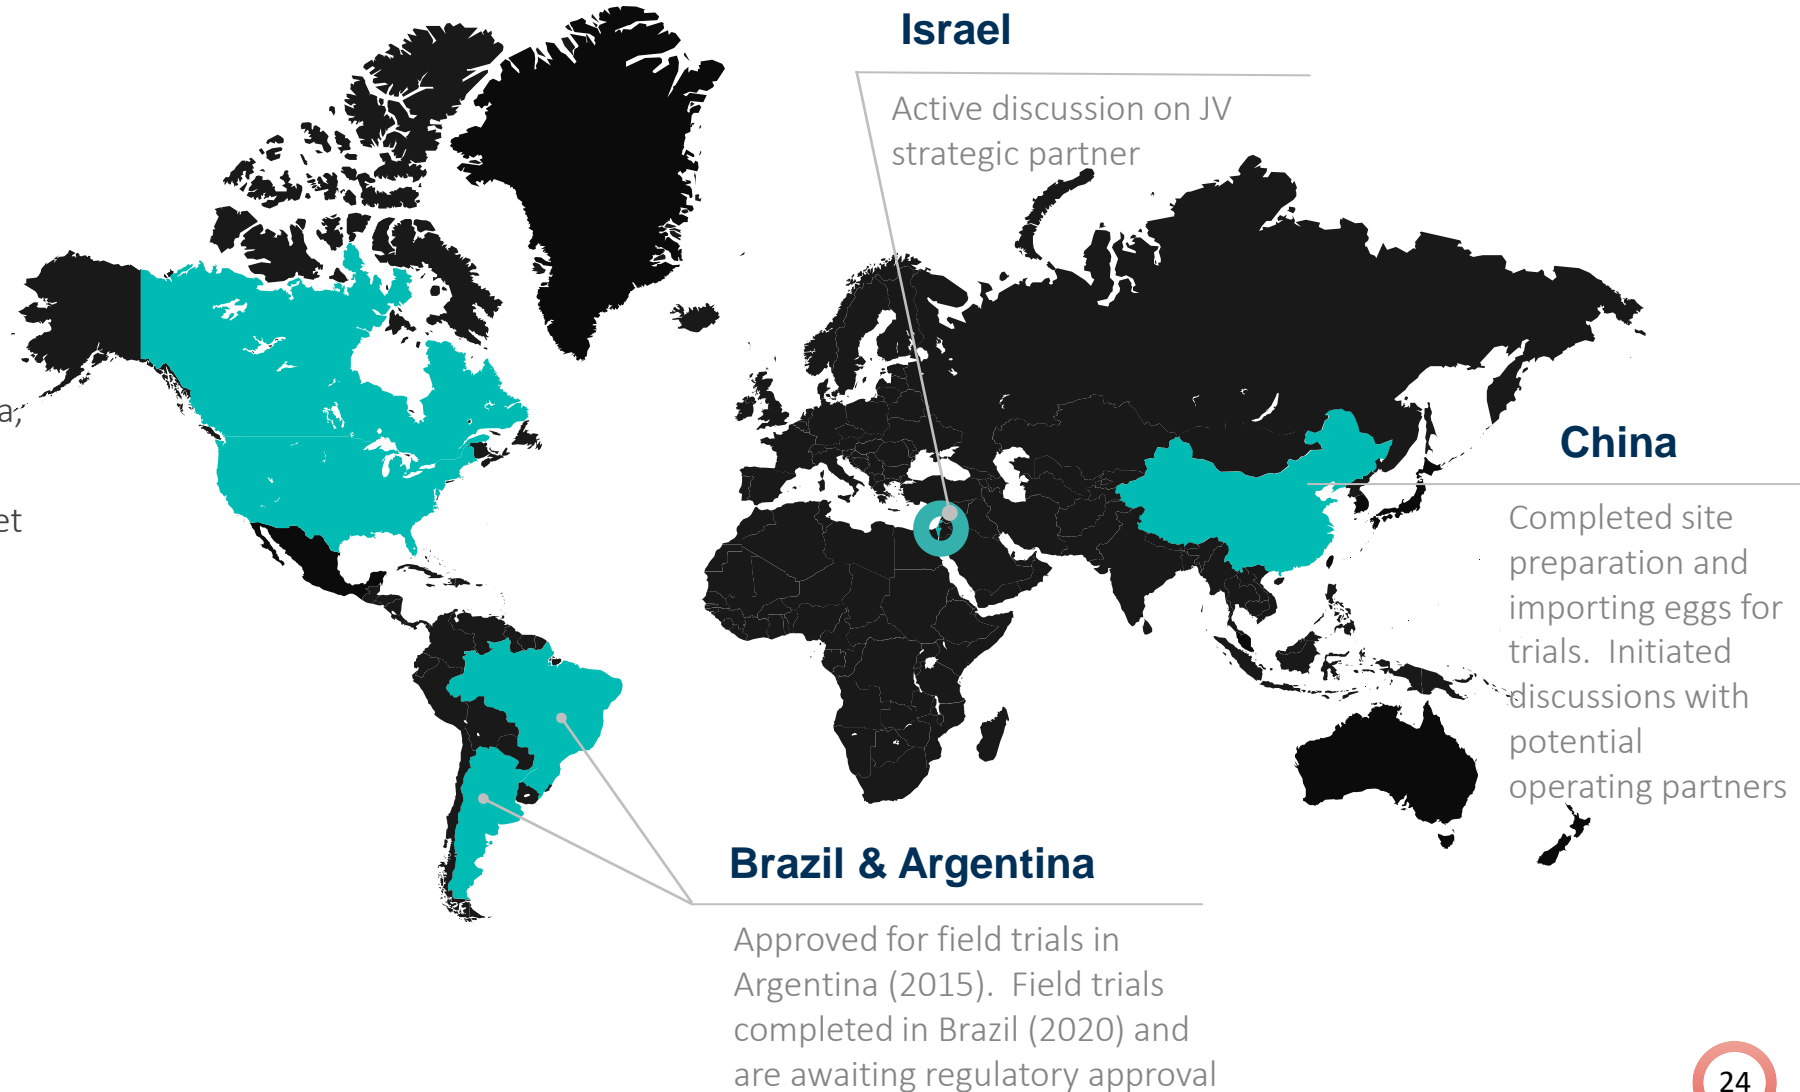 Israel
Active discussion on JV
strategic partner
a,
et
China
Completed site
preparation and
importing eggs for
trials.  Initiated
discussions with
potential
operating partners
Brazil & Argentina
Approved for field trials in
Argentina (2015).  Field trials
completed in Brazil (2020) and
are awaiting regulatory approval
24